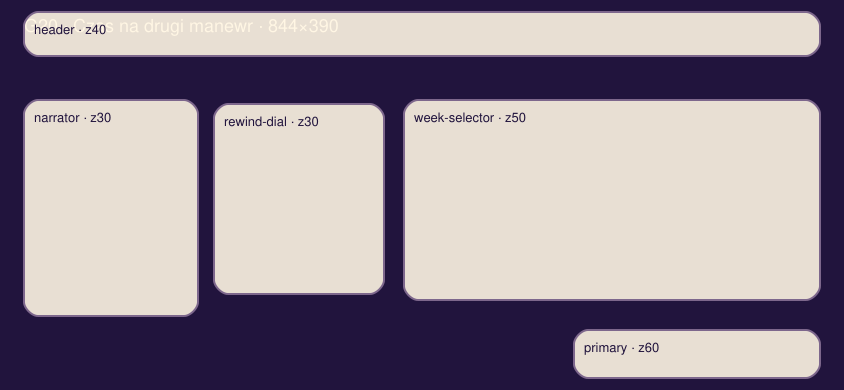 na drugi manewr · 844×390
header · z40
narrator · z30
rewind-dial · z30
week-selector · z50
primary · z60